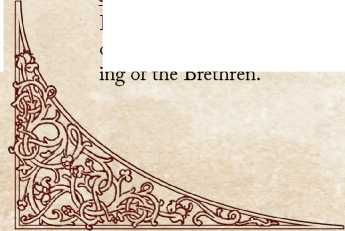 ing of the Brethren.